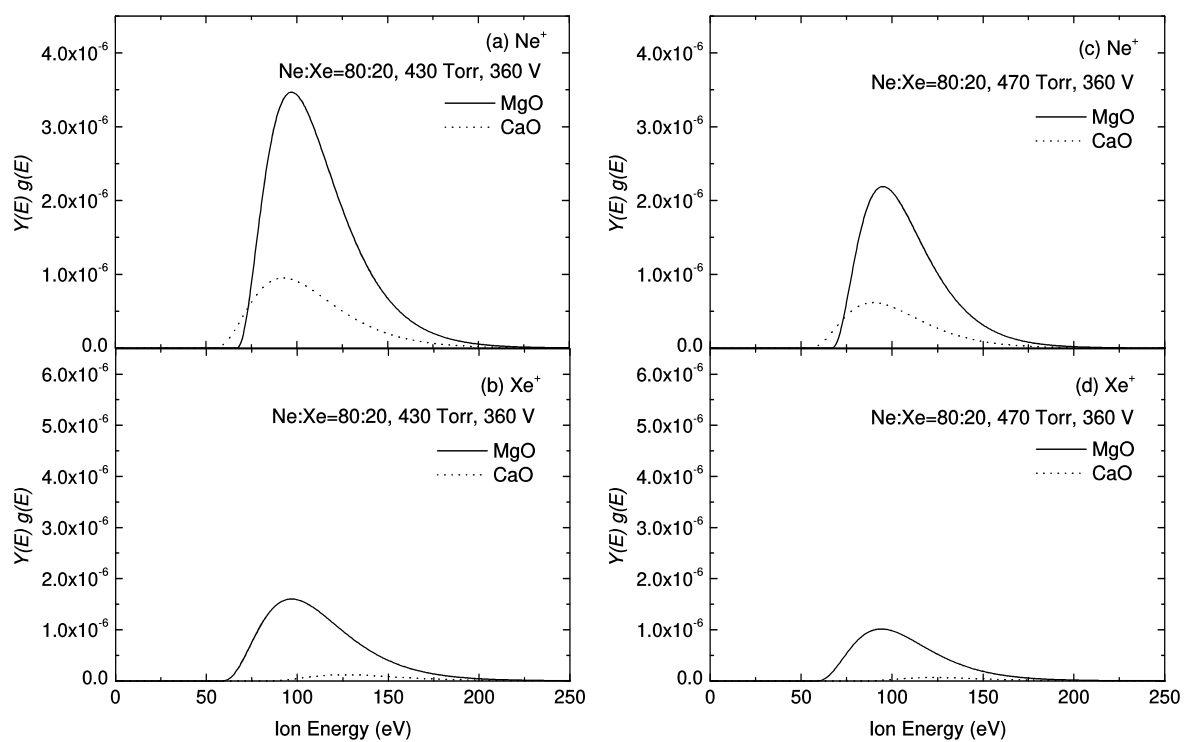 (a) Ne⁺
Ne:Xe=80:20, 430 Torr, 360 V
MgO
CaO
4.0x10⁻⁶
3.0x10⁻⁶
2.0x10⁻⁶
1.0x10⁻⁶
0.0
Y(E) g(E)
(b) Xe⁺
Ne:Xe=80:20, 430 Torr, 360 V
MgO
CaO
6.0x10⁻⁶
5.0x10⁻⁶
4.0x10⁻⁶
3.0x10⁻⁶
2.0x10⁻⁶
1.0x10⁻⁶
0.0
Y(E) g(E)
0 50 100 150 200 250
Ion Energy (eV)
(c) Ne⁺
Ne:Xe=80:20, 470 Torr, 360 V
MgO
CaO
4.0x10⁻⁶
3.0x10⁻⁶
2.0x10⁻⁶
1.0x10⁻⁶
0.0
Y(E) g(E)
(d) Xe⁺
Ne:Xe=80:20, 470 Torr, 360 V
MgO
CaO
6.0x10⁻⁶
5.0x10⁻⁶
4.0x10⁻⁶
3.0x10⁻⁶
2.0x10⁻⁶
1.0x10⁻⁶
0.0
Y(E) g(E)
0 50 100 150 200 250
Ion Energy (eV)